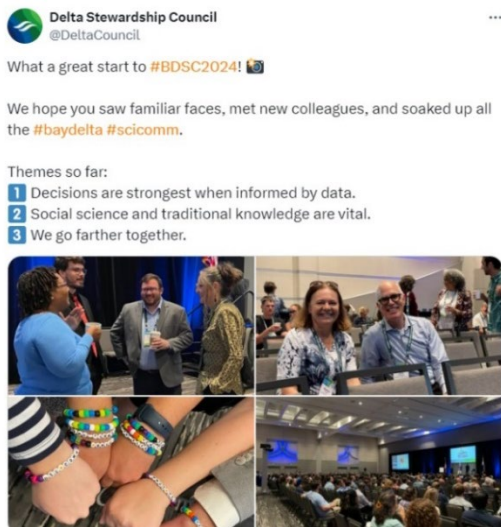 Delta Stewardship Council
@DeltaCouncil
What a great start to #BDSC2024! 📸
We hope you saw familiar faces, met new colleagues, and soaked up all
the #baydelta #scicomm.
Themes so far:
1️⃣ Decisions are strongest when informed by data.
2️⃣ Social science and traditional knowledge are vital.
3️⃣ We go farther together.